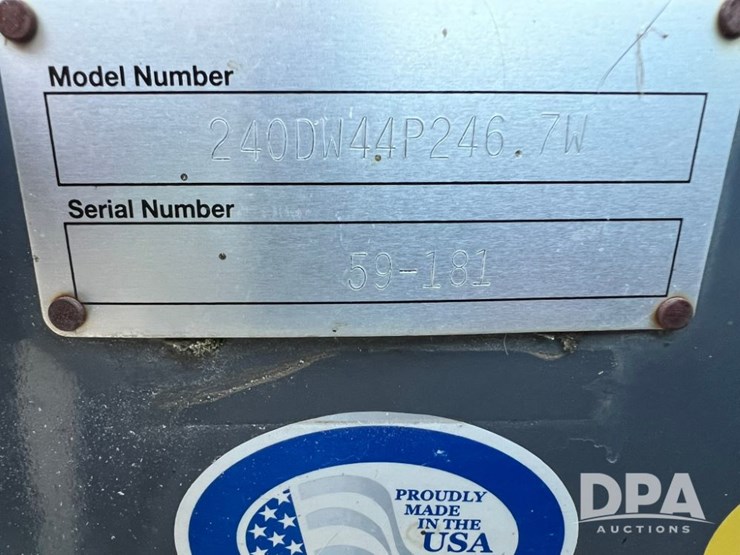 Model Number
240DW44P246.7W
Serial Number
59-181
PROUDLY
MADE
IN THE
USA
DPA
AUCTIONS